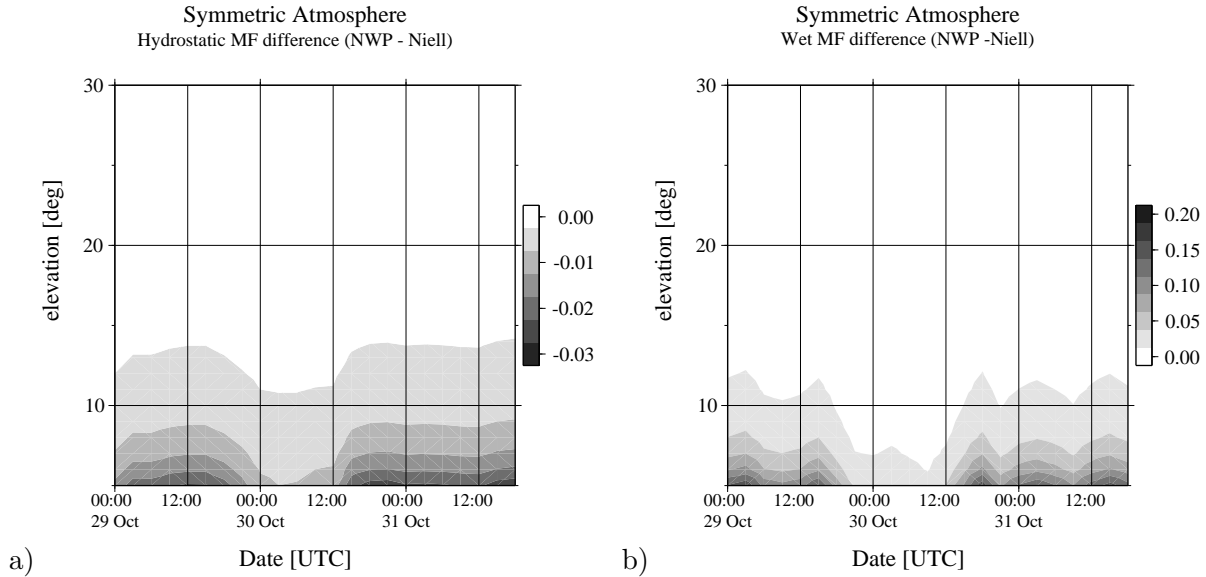 Symmetric Atmosphere
Hydrostatic MF difference (NWP - Niell)
30
20
10
elevation [deg]
00:00 12:00 00:00 12:00 00:00 12:00
29 Oct 30 Oct 31 Oct
Date [UTC]
0.00
-0.01
-0.02
-0.03
a)
Symmetric Atmosphere
Wet MF difference (NWP -Niell)
30
20
10
elevation [deg]
00:00 12:00 00:00 12:00 00:00 12:00
29 Oct 30 Oct 31 Oct
Date [UTC]
0.20
0.15
0.10
0.05
0.00
b)